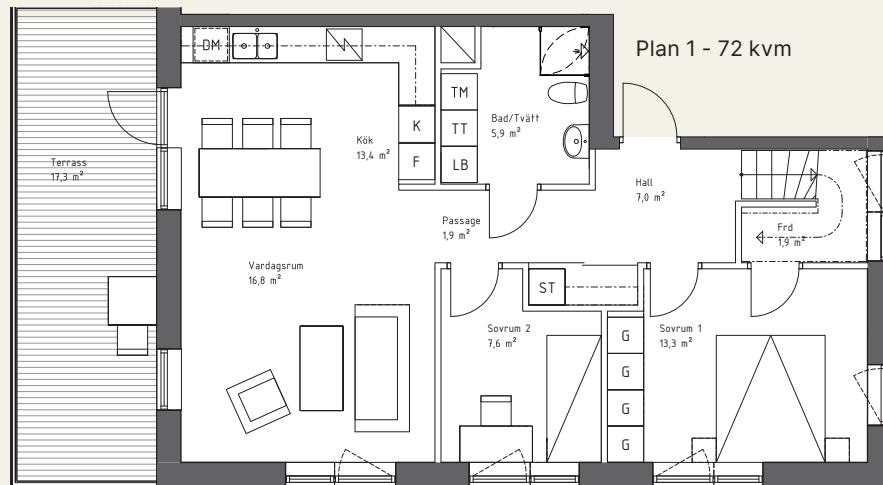 Plan 1 - 72 kvm
DM
TM
TT
LB
K
F
Bad/Tvätt
5,9 m²
Kök
13,4 m²
Terrass
17,3 m²
Hall
7,0 m²
Passage
1,9 m²
Frd
1,9 m²
Vardagsrum
16,8 m²
ST
Sovrum 2
7,6 m²
Sovrum 1
13,3 m²
G
G
G
G